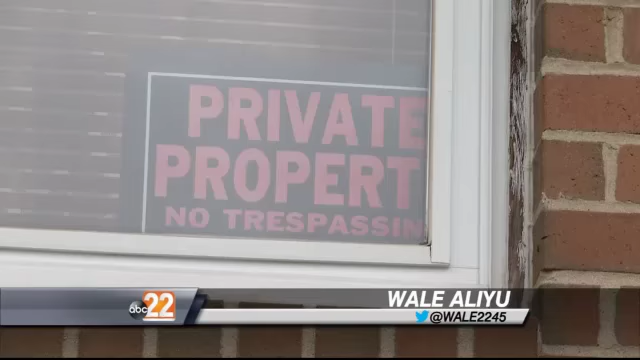 PRIVATE
PROPERT
NO TRESPASSIN
abc 22
WALE ALIYU
@WALE2245